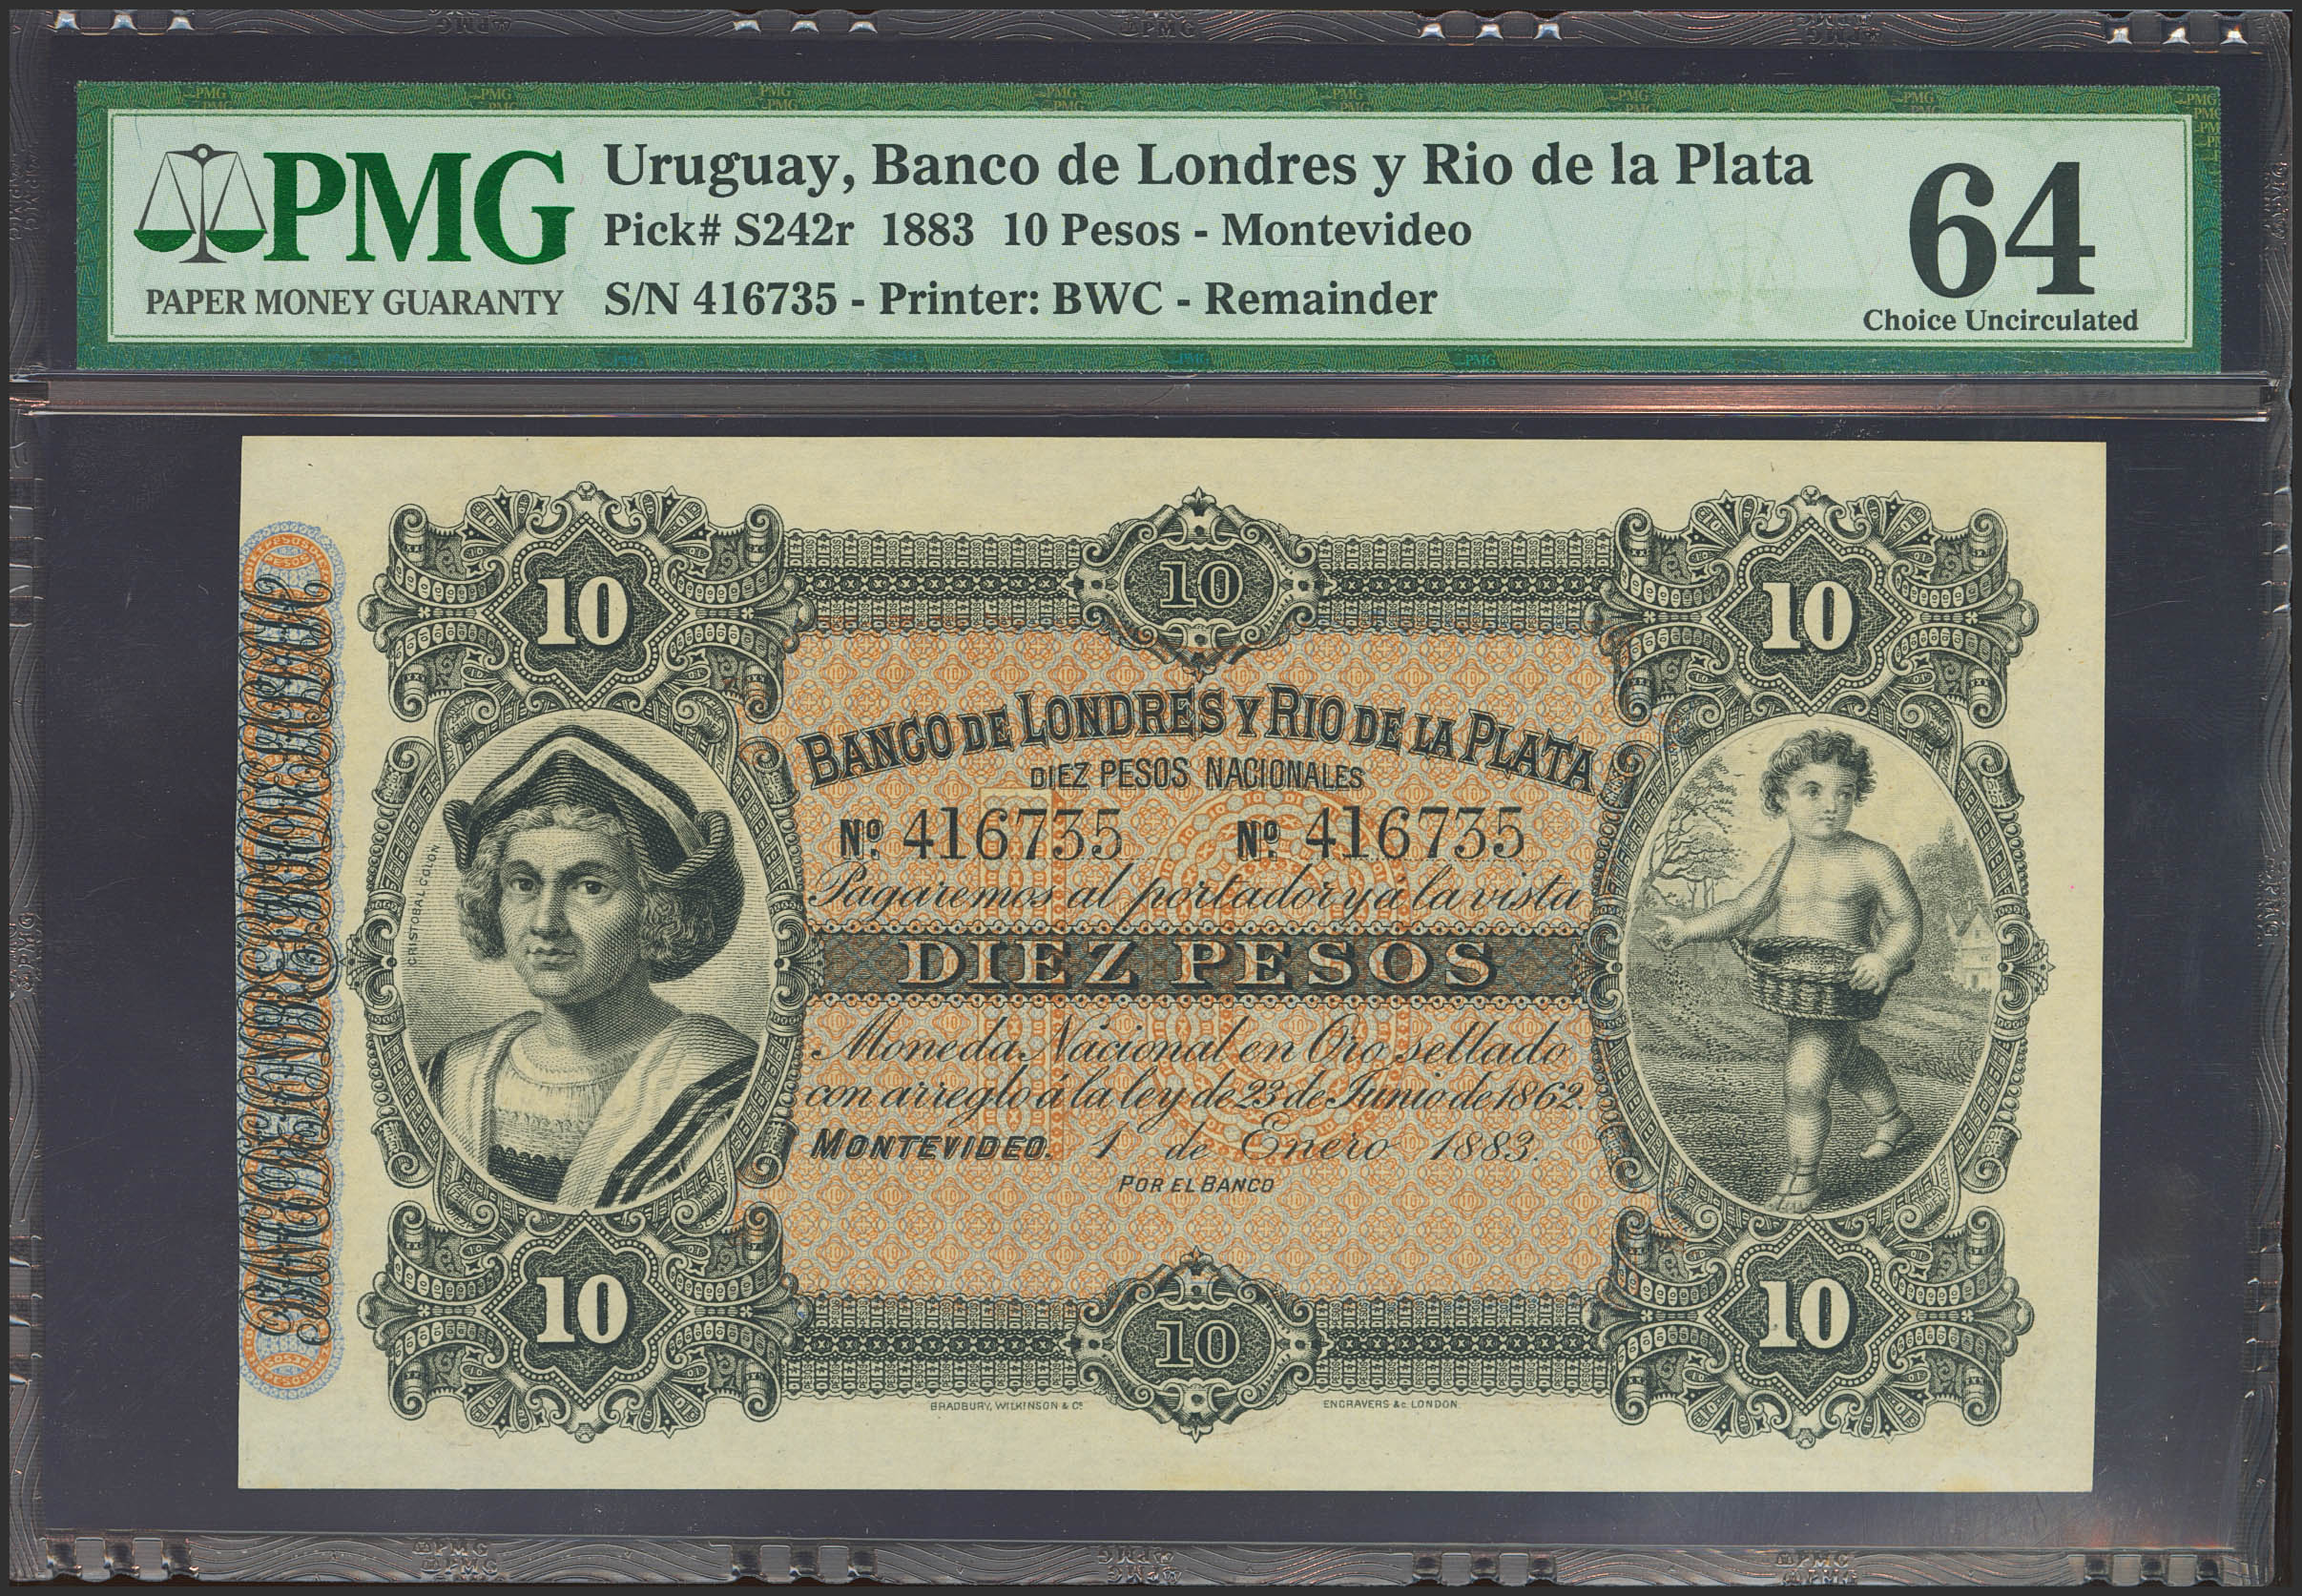 PMG
PAPER MONEY GUARANTY
Uruguay, Banco de Londres y Rio de la Plata
Pick# S242r 1883 10 Pesos - Montevideo
S/N 416735 - Printer: BWC - Remainder
64
Choice Uncirculated
10
10
10
BANCO DE LONDRES Y RIO DE LA PLATA
DIEZ PESOS NACIONALES
Nº 416735 Nº 416735
Pagaremos al portador y á la vista
DIEZ PESOS
Moneda Nacional en Oro sellado
con arreglo á la ley de 23 de Junio de 1862.
MONTEVIDEO. 1 de Enero 1883.
POR EL BANCO
CRISTOBAL COLON
10
10
10
BRADBURY, WILKINSON & Cº
ENGRAVERS &c. LONDON